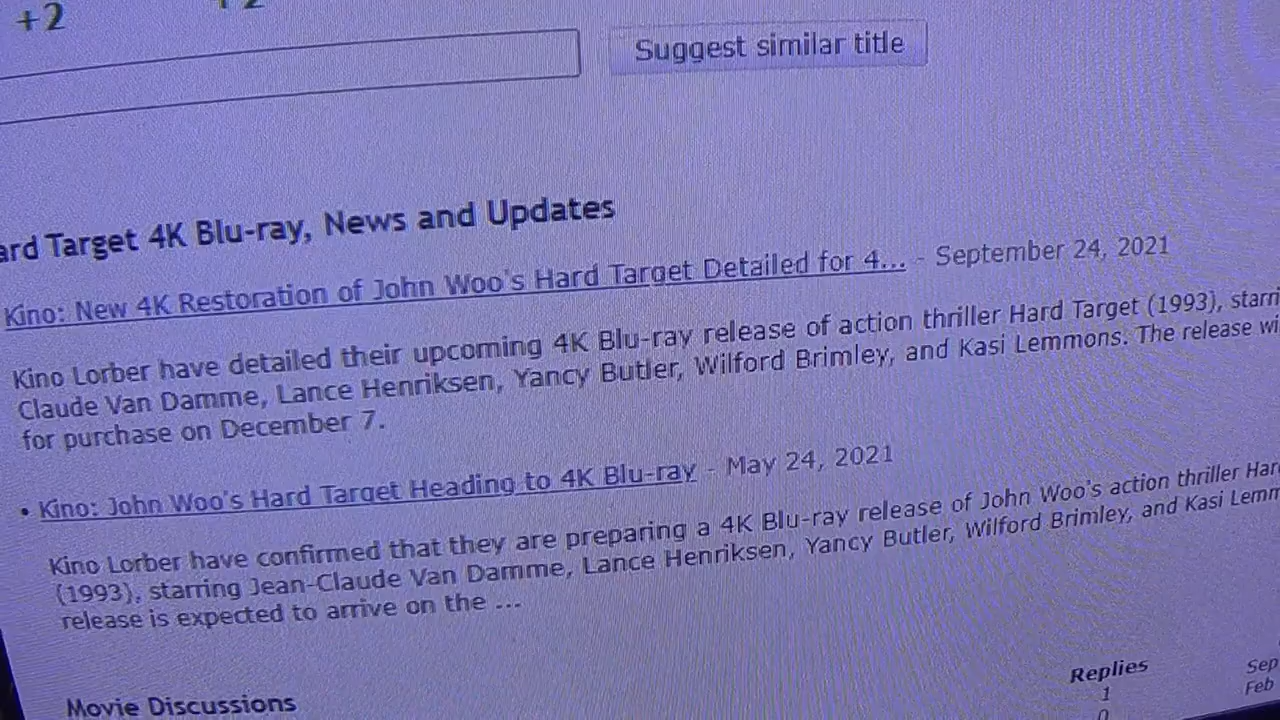 +2 +2
Suggest similar title
ard Target 4K Blu-ray, News and Updates
Kino: New 4K Restoration of John Woo's Hard Target Detailed for 4... - September 24, 2021
Kino Lorber have detailed their upcoming 4K Blu-ray release of action thriller Hard Target (1993), starri
Claude Van Damme, Lance Henriksen, Yancy Butler, Wilford Brimley, and Kasi Lemmons. The release wi
for purchase on December 7.
• Kino: John Woo's Hard Target Heading to 4K Blu-ray - May 24, 2021
Kino Lorber have confirmed that they are preparing a 4K Blu-ray release of John Woo's action thriller Hard
(1993), starring Jean-Claude Van Damme, Lance Henriksen, Yancy Butler, Wilford Brimley, and Kasi Lemm
release is expected to arrive on the ...
Movie Discussions Replies
1 Sep
0 Feb